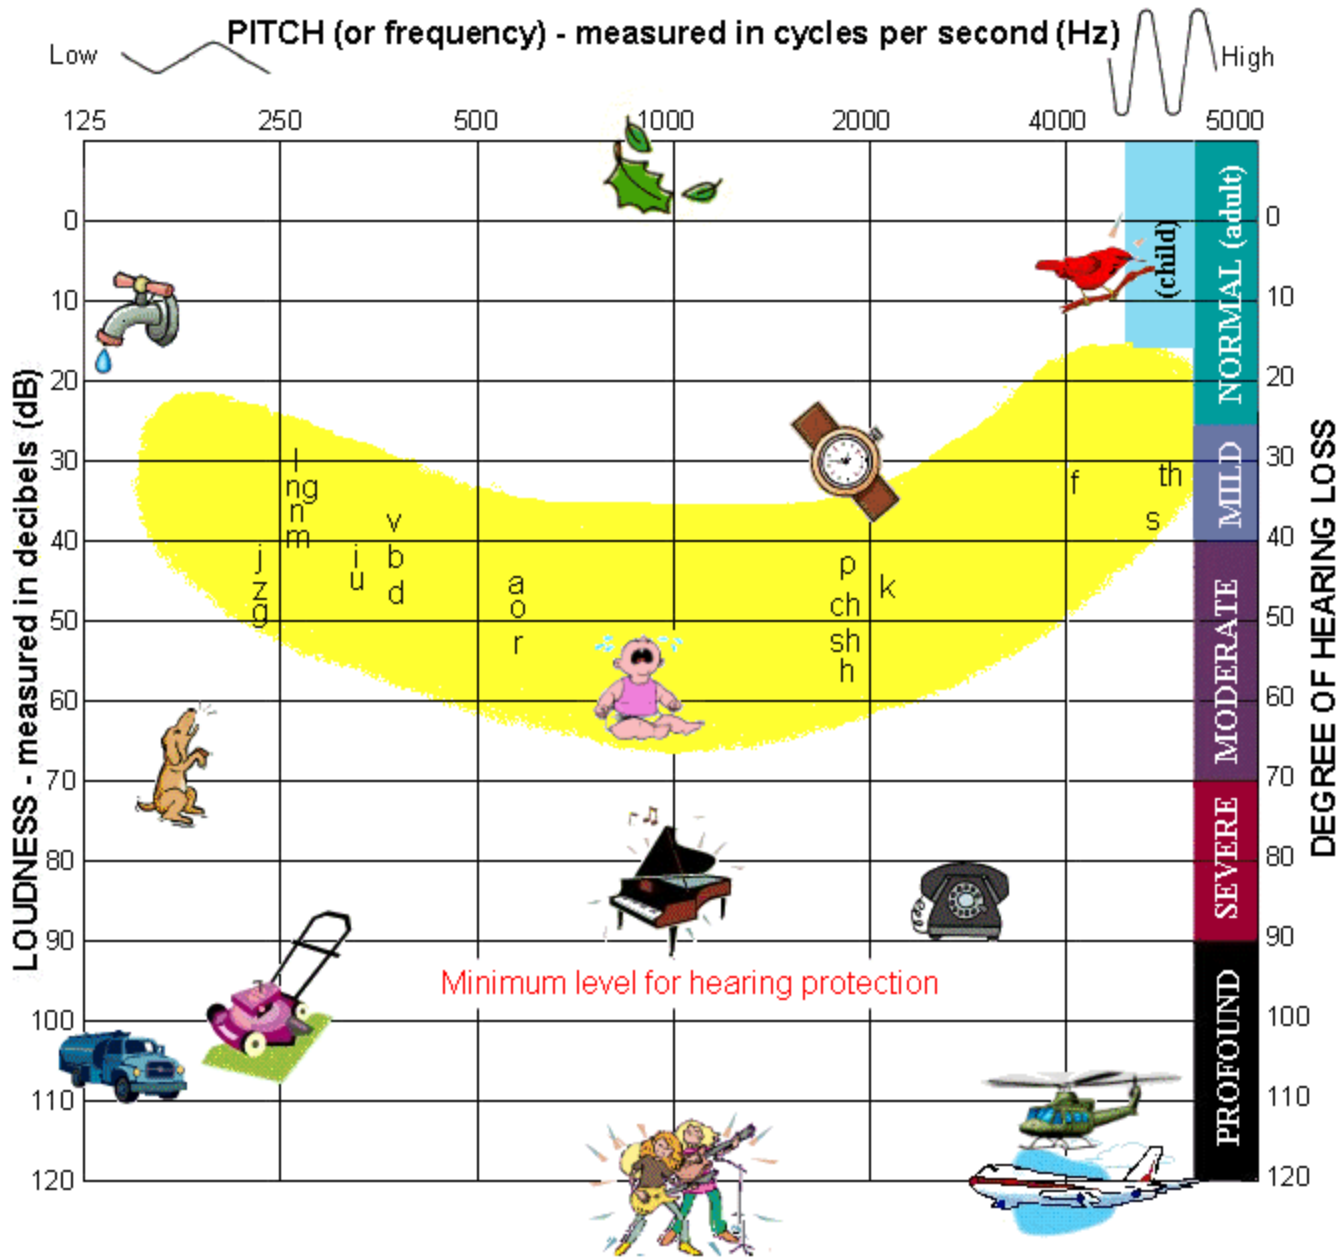 PITCH (or frequency) - measured in cycles per second (Hz)
Low
High
125 250 500 1000 2000 4000 5000
LOUDNESS - measured in decibels (dB)
0
10
20
30
40
50
60
70
80
90
100
110
120
l
ng
n
m
j
z
g
i
u
v
b
d
a
o
r
p
ch
sh
h
k
f
th
s
Minimum level for hearing protection
(child)
NORMAL (adult)
MILD
MODERATE
SEVERE
PROFOUND
0
10
20
30
40
50
60
70
80
90
100
110
120
DEGREE OF HEARING LOSS